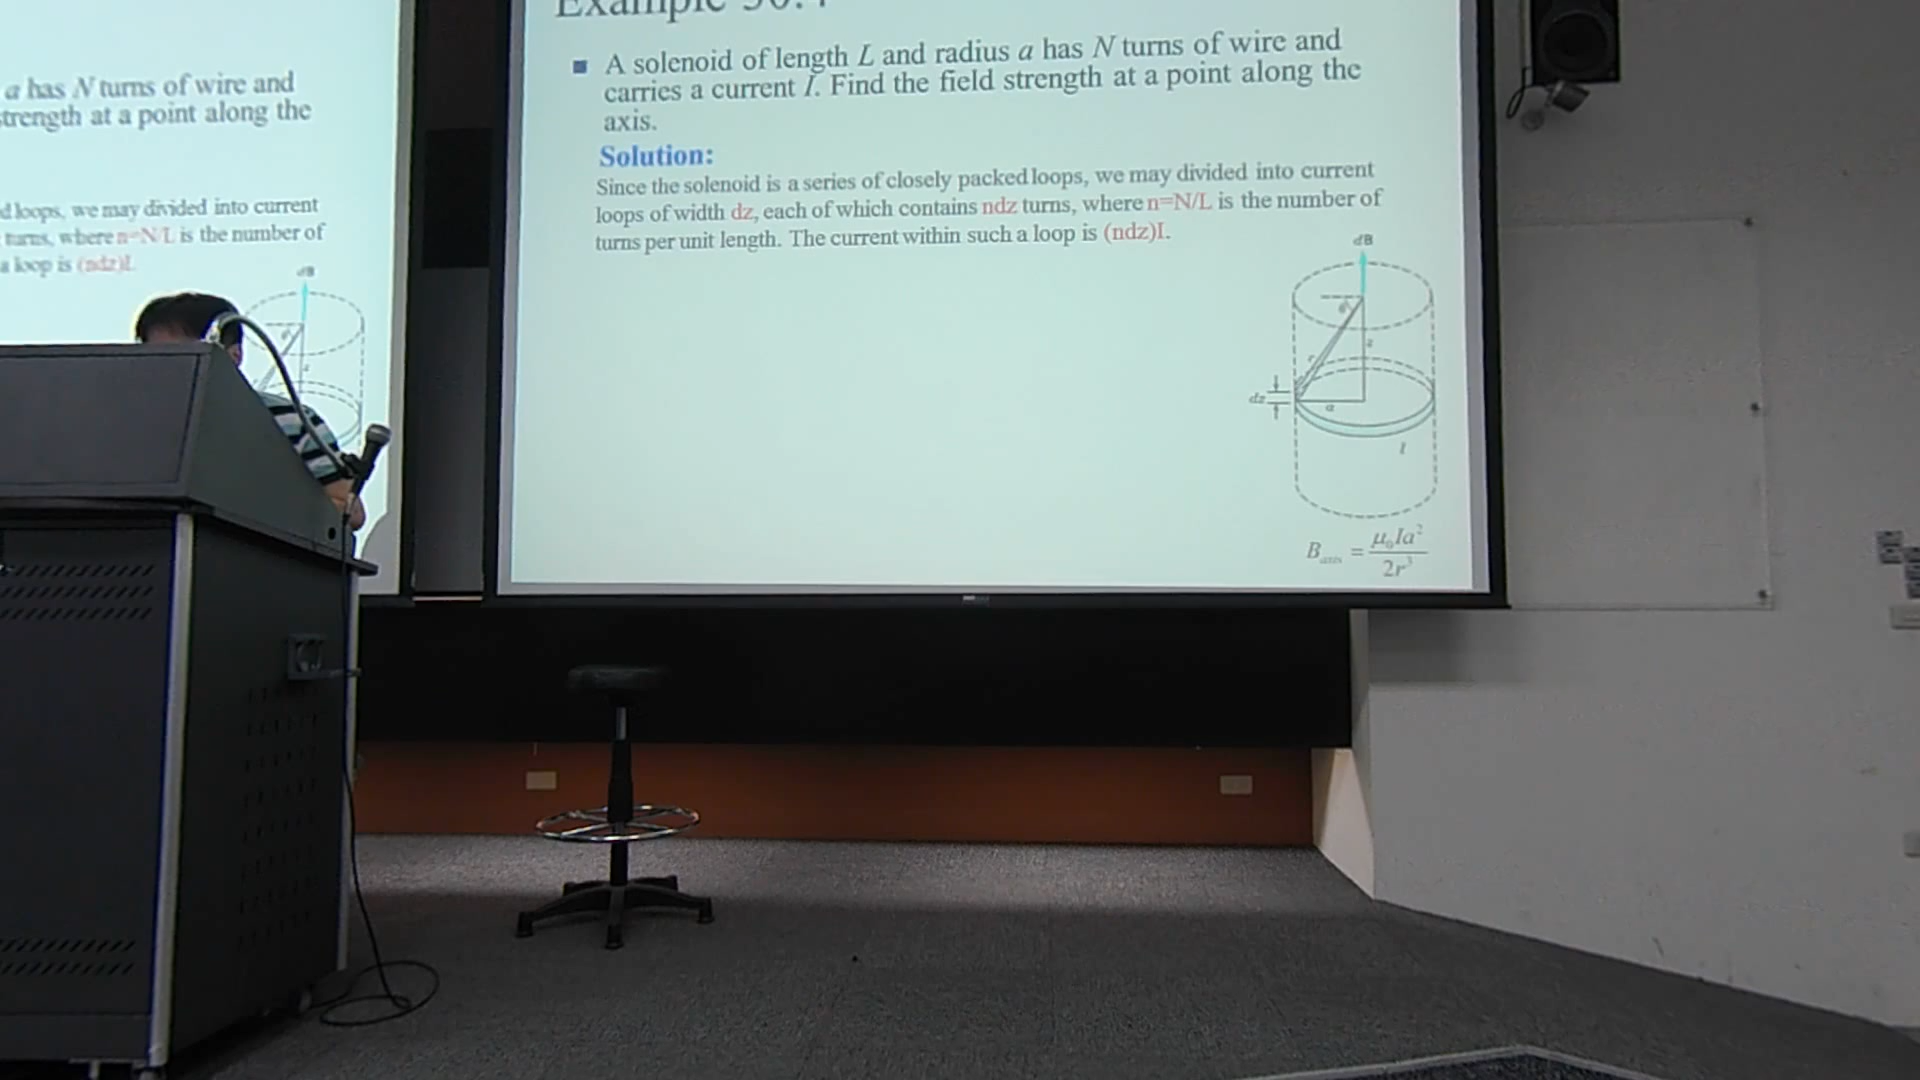 a has N turns of wire and
strength at a point along the
d loops, we may divided into current
turns, where n=N/L is the number of
a loop is (ndz)I.
dB
A solenoid of length L and radius a has N turns of wire and
carries a current I. Find the field strength at a point along the
axis.
Solution:
Since the solenoid is a series of closely packed loops, we may divided into current
loops of width dz, each of which contains ndz turns, where n=N/L is the number of
turns per unit length. The current within such a loop is (ndz)I.
dB
z
r
dz
a
I
B_axis = μ₀Ia² / 2r³